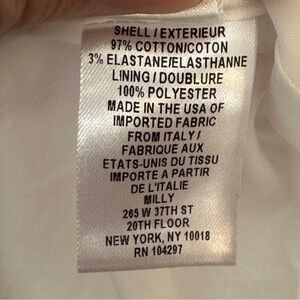 SHELL / EXTERIEUR
97% COTTON/COTON
3% ELASTANE/ELASTHANNE
LINING / DOUBLURE
100% POLYESTER
MADE IN THE USA OF
IMPORTED FABRIC
FROM ITALY /
FABRIQUE AUX
ETATS-UNIS DU TISSU
IMPORTE A PARTIR
DE L'ITALIE
MILLY
265 W 37TH ST
20TH FLOOR
NEW YORK, NY 10018
RN 104297